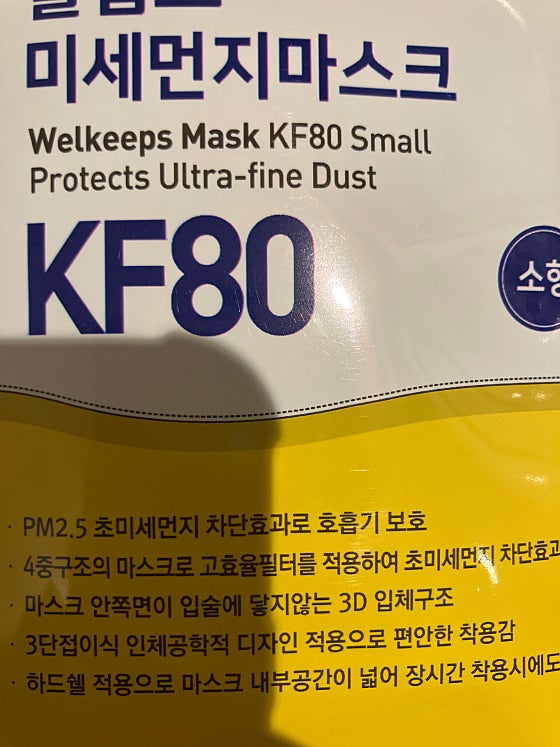 미세먼지마스크
Welkeeps Mask KF80 Small
Protects Ultra-fine Dust
KF80
소형
· PM2.5 초미세먼지 차단효과로 호흡기 보호
· 4중구조의 마스크로 고효율필터를 적용하여 초미세먼지 차단효과
· 마스크 안쪽면이 입술에 닿지않는 3D 입체구조
· 3단접이식 인체공학적 디자인 적용으로 편안한 착용감
· 하드쉘 적용으로 마스크 내부공간이 넓어 장시간 착용시에도